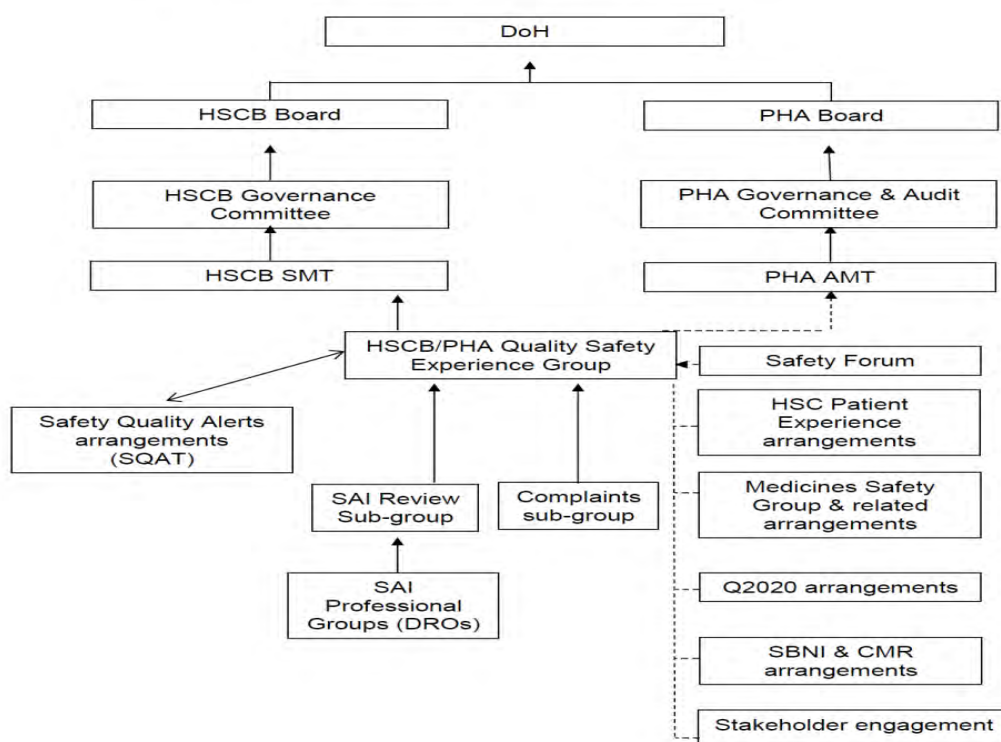 DoH
HSCB Board
PHA Board
HSCB Governance
Committee
PHA Governance & Audit
Committee
HSCB SMT
PHA AMT
HSCB/PHA Quality Safety
Experience Group
Safety Forum
Safety Quality Alerts
arrangements
(SQAT)
HSC Patient
Experience
arrangements
SAI Review
Sub-group
Complaints
sub-group
Medicines Safety
Group & related
arrangements
SAI
Professional
Groups (DROs)
Q2020 arrangements
SBNI & CMR
arrangements
Stakeholder engagement